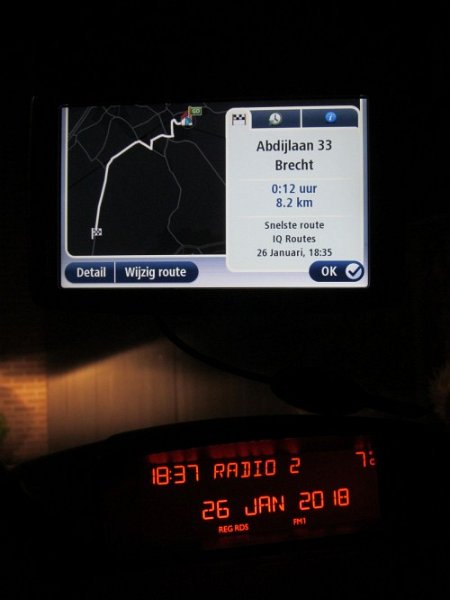 GO
Abdijlaan 33
Brecht
0:12 uur
8.2 km
Snelste route
IQ Routes
26 Januari, 18:35
Detail
Wijzig route
OK
18:37 RADIO 2
26 JAN 2018
REG RDS
FM1